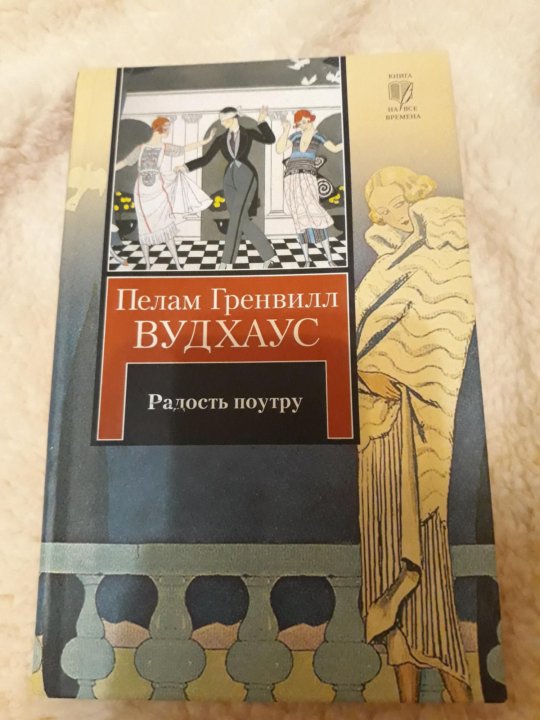 КНИГА
НА ВСЕ
ВРЕМЕНА
Пелам Гренвилл
ВУДХАУС
Радость поутру